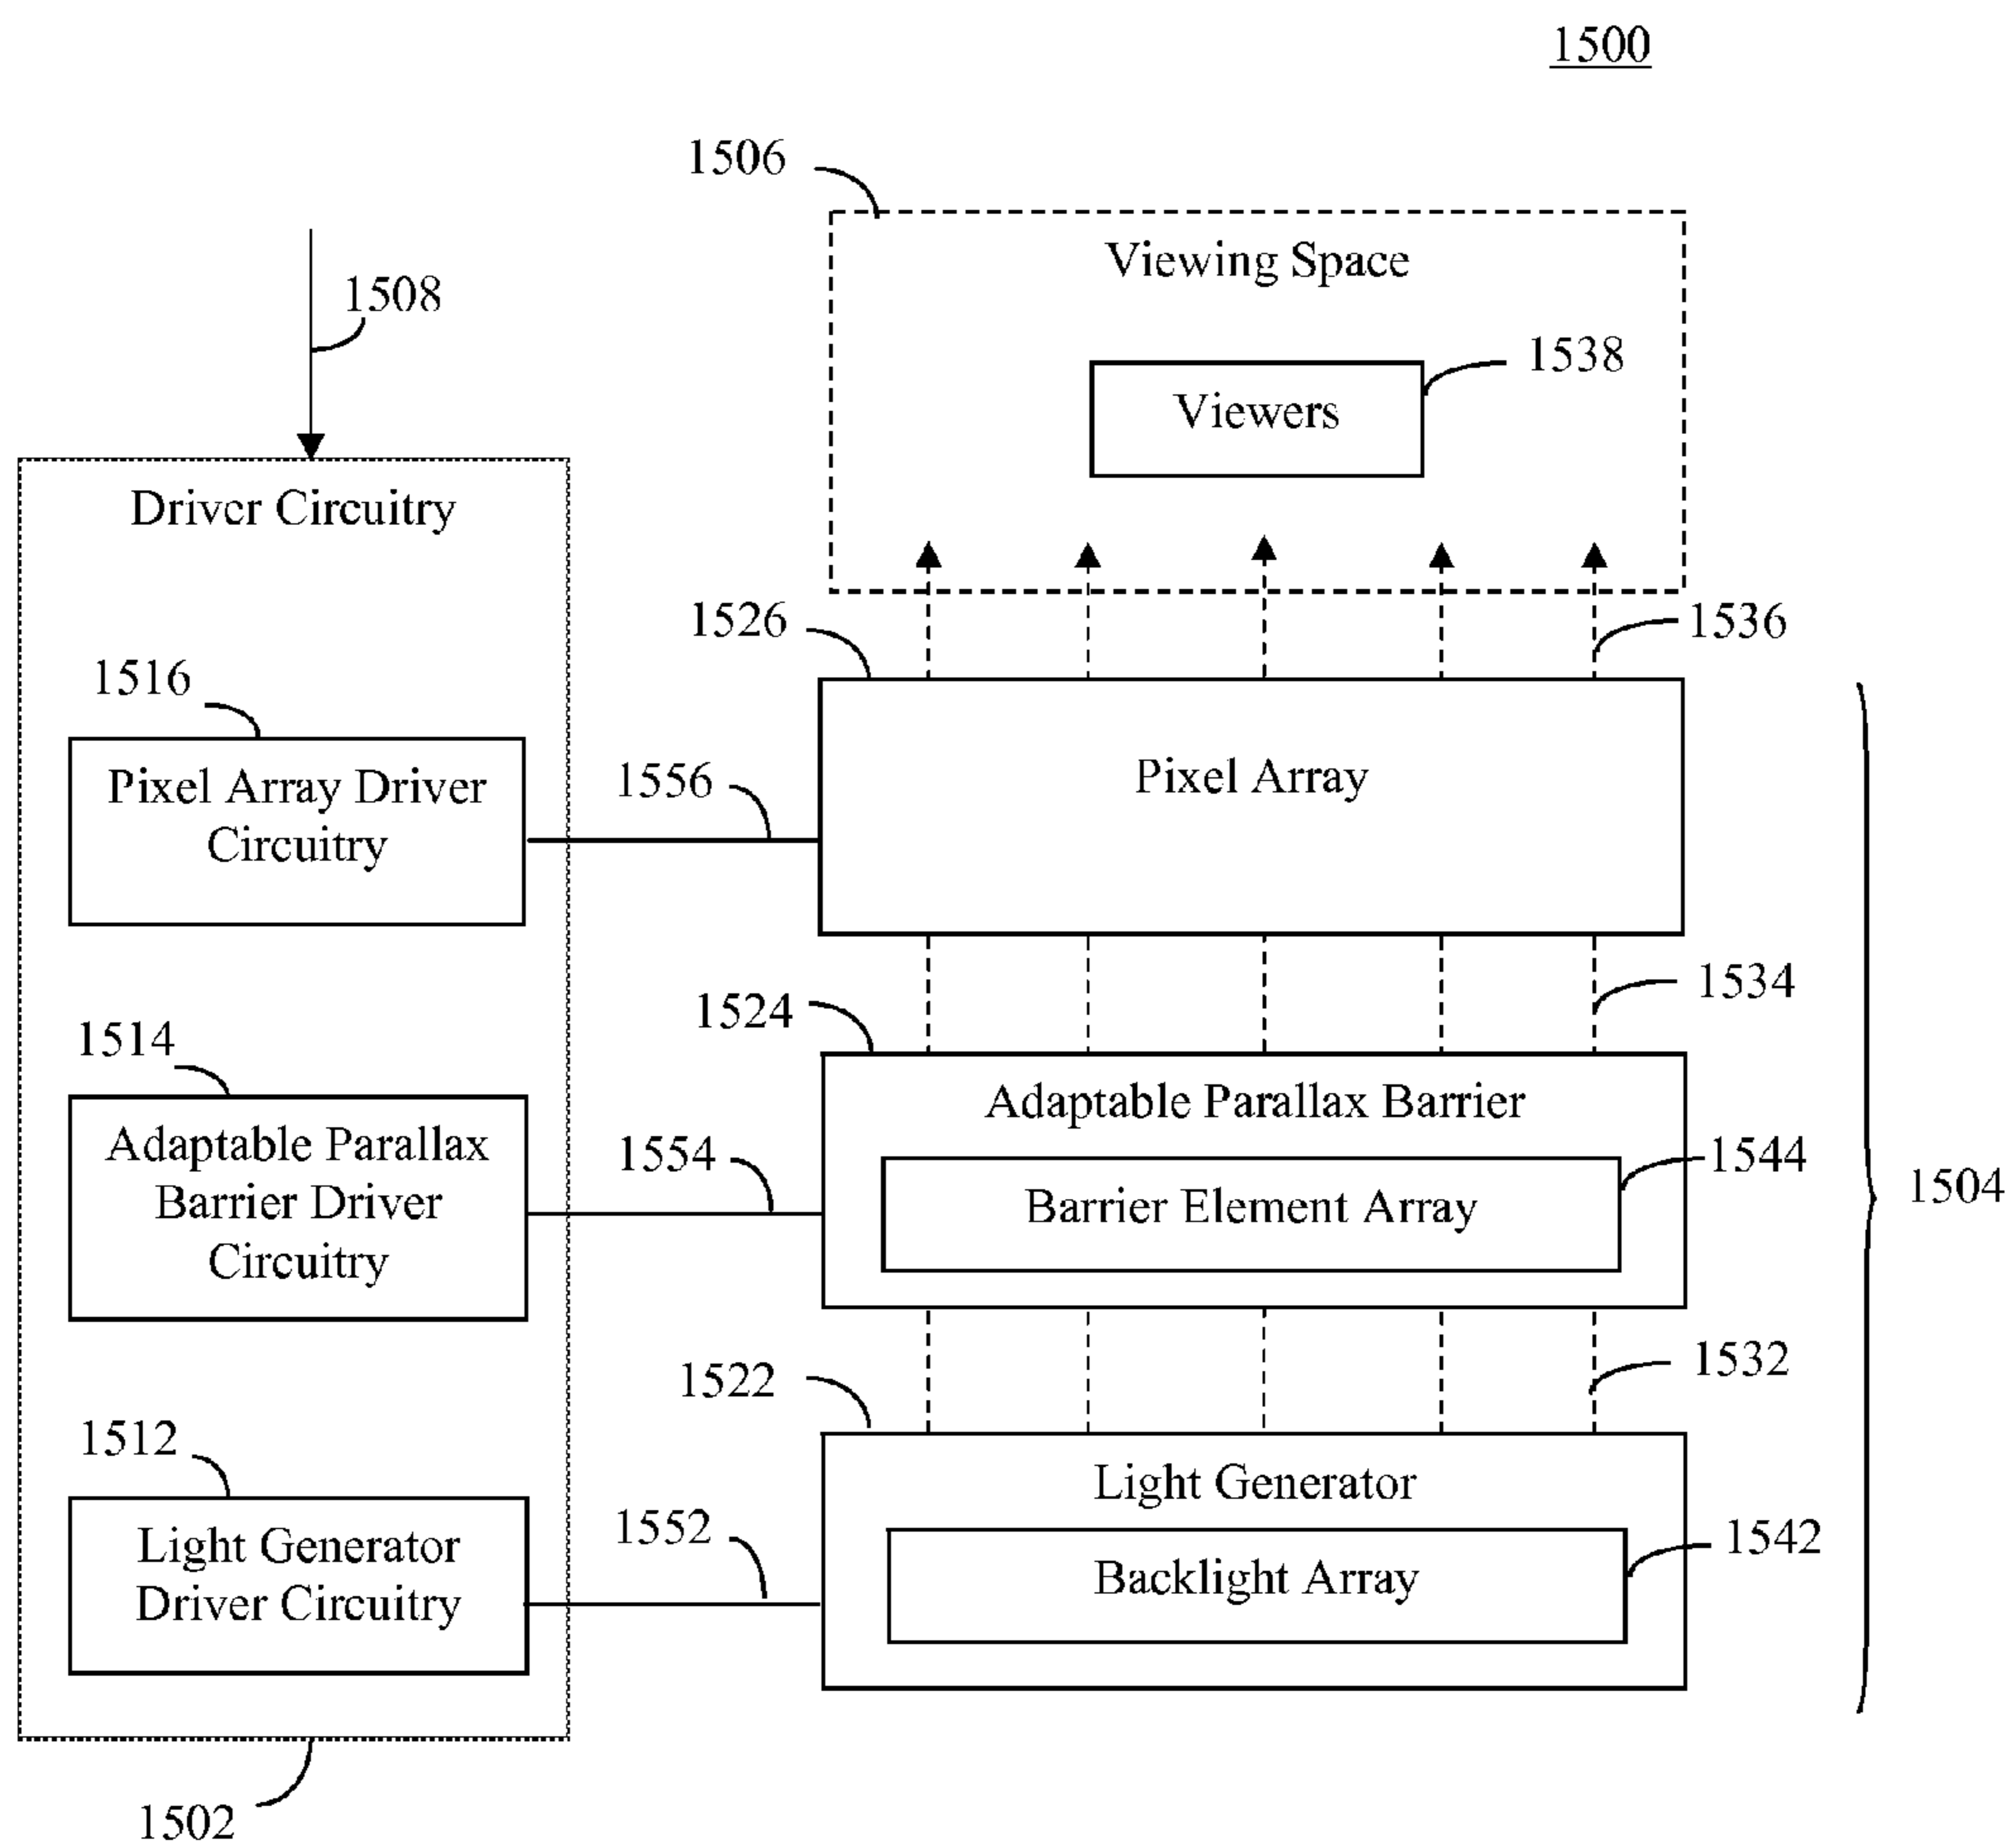 1500
1506
Viewing Space
1508
1538
Viewers
Driver Circuitry
1526
1536
1516
Pixel Array Driver
Circuitry
1556
Pixel Array
1534
1524
1514
Adaptable Parallax
Barrier Driver
Circuitry
1554
Adaptable Parallax Barrier
1544
Barrier Element Array
1504
1532
1522
1512
Light Generator
Driver Circuitry
1552
Light Generator
1542
Backlight Array
1502